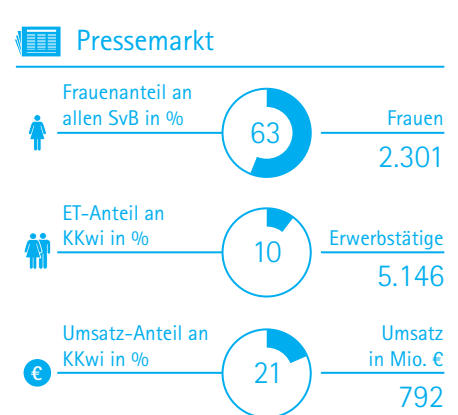 Pressemarkt
Frauenanteil an
allen SvB in %
63
Frauen
2.301
ET-Anteil an
KKwi in %
10
Erwerbstätige
5.146
Umsatz-Anteil an
KKwi in %
€
21
Umsatz
in Mio. €
792